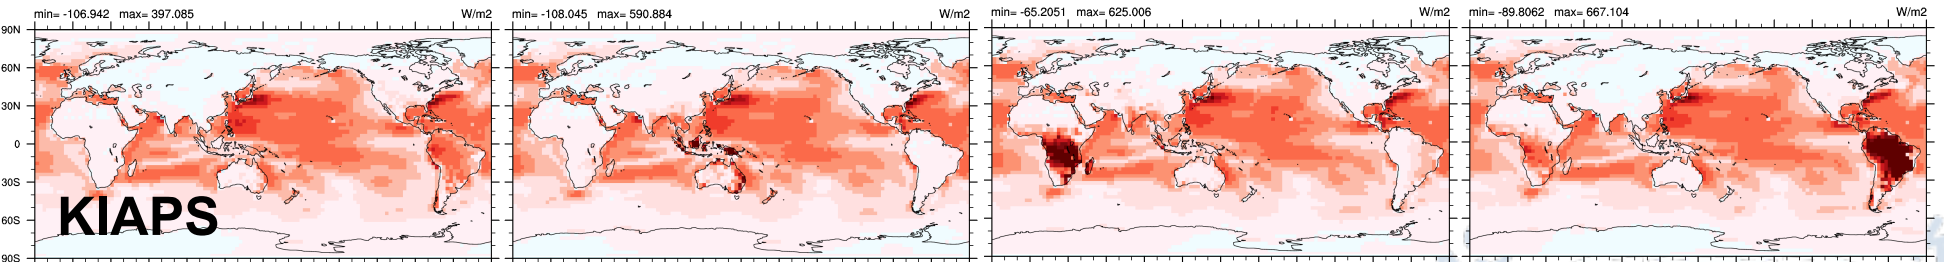 min= -106.942 max= 397.085 W/m2
min= -108.045 max= 590.884 W/m2
min= -65.2051 max= 625.006 W/m2
min= -89.8062 max= 667.104 W/m2
90N
60N
30N
0
30S
60S
90S
KIAPS